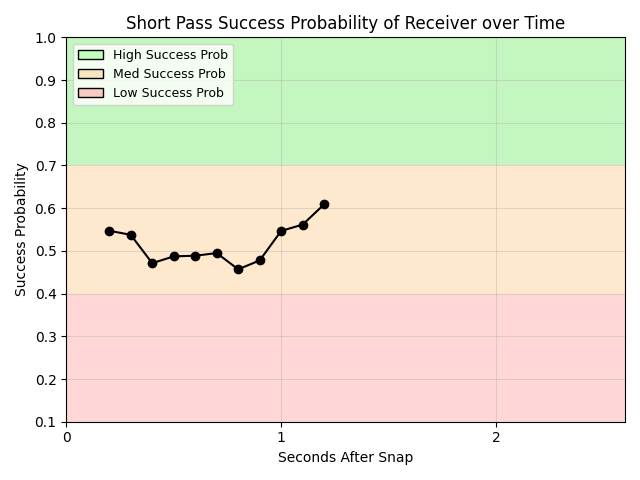 Short Pass Success Probability of Receiver over Time
High Success Prob
Med Success Prob
Low Success Prob
Success Probability
1.0
0.9
0.8
0.7
0.6
0.5
0.4
0.3
0.2
0.1
0 1 2
Seconds After Snap